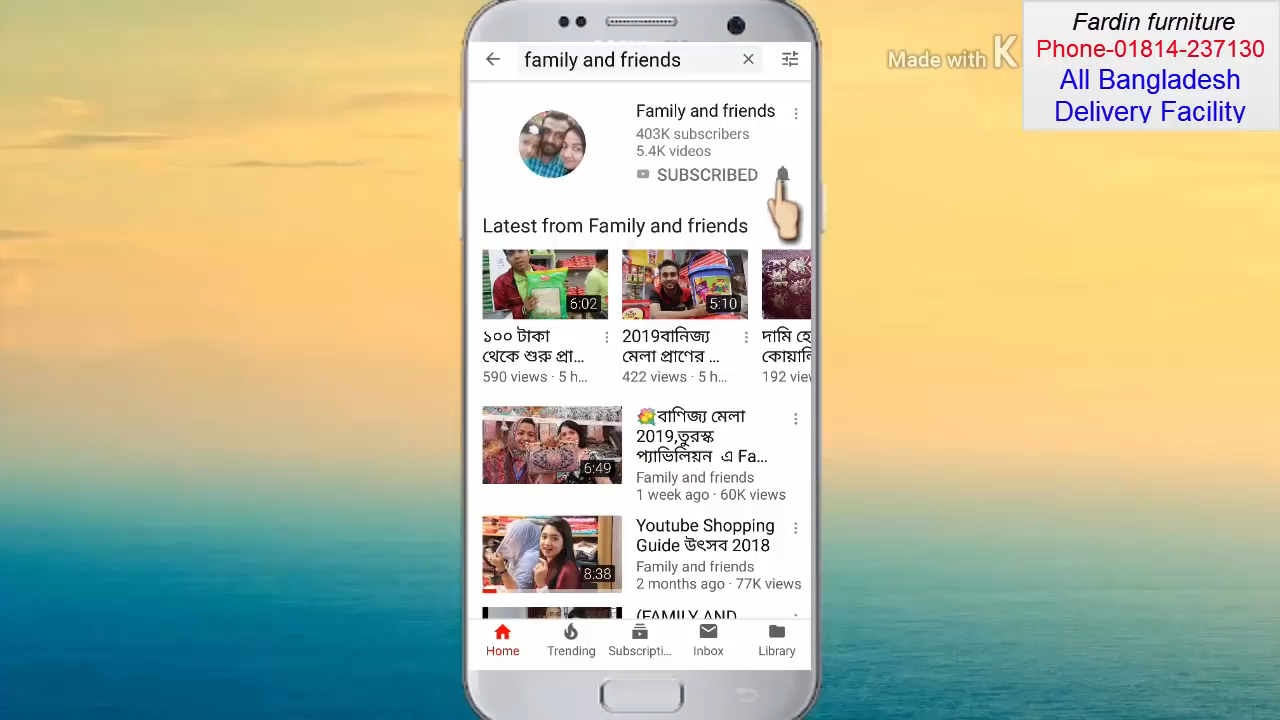 Fardin furniture
Phone-01814-237130
All Bangladesh
Delivery Facility
Made with K
family and friends
Family and friends
403K subscribers
5.4K videos
SUBSCRIBED
Latest from Family and friends
6:02
5:10
১০০ টাকা
থেকে শুরু প্রা...
590 views · 5 h...
2019বানিজ্য
মেলা প্রাণের ...
422 views · 5 h...
দামি হে
কোয়ালি
192 view
বাণিজ্য মেলা
2019,তুরস্ক
প্যাভিলিয়ন এ Fa...
Family and friends
1 week ago · 60K views
6:49
Youtube Shopping
Guide উৎসব 2018
Family and friends
2 months ago · 77K views
8:38
(FAMILY AND
Home
Trending
Subscripti...
Inbox
Library